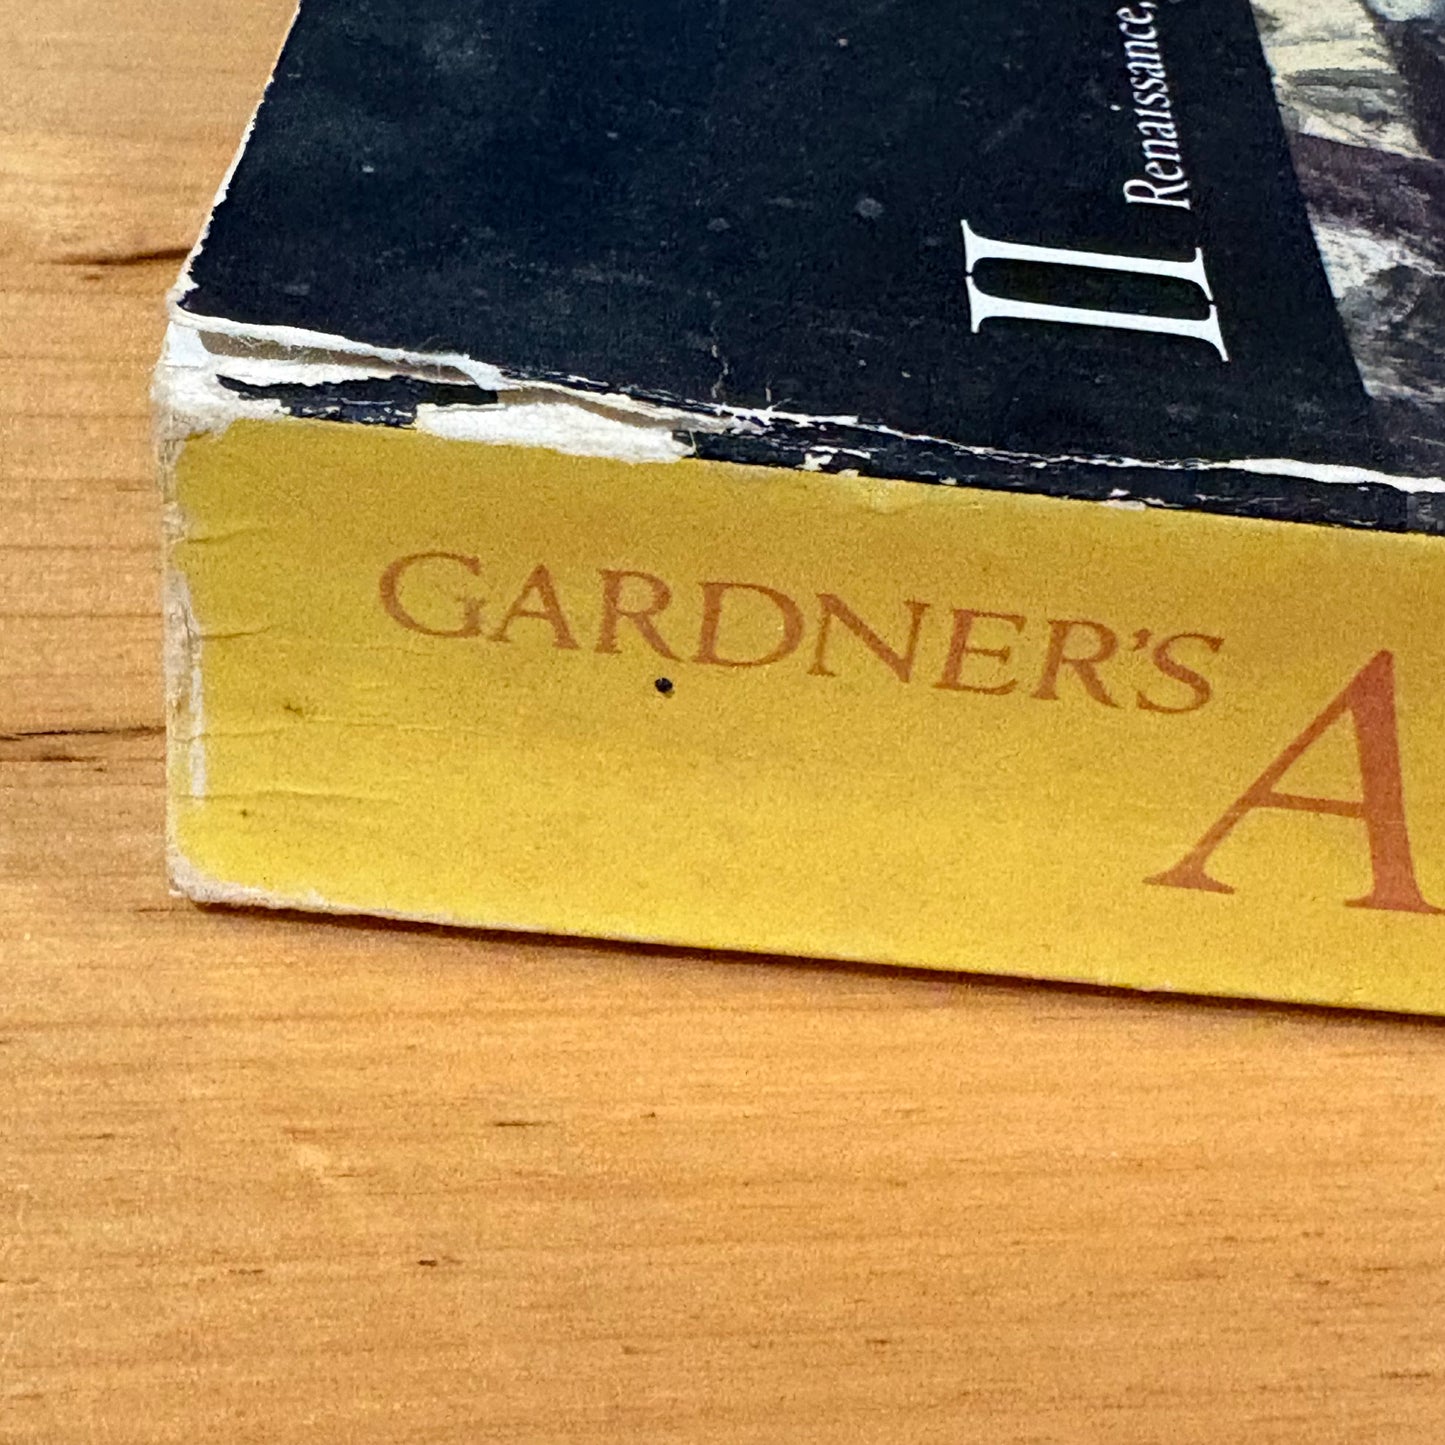 II
Renaissance,
GARDNER'S
A